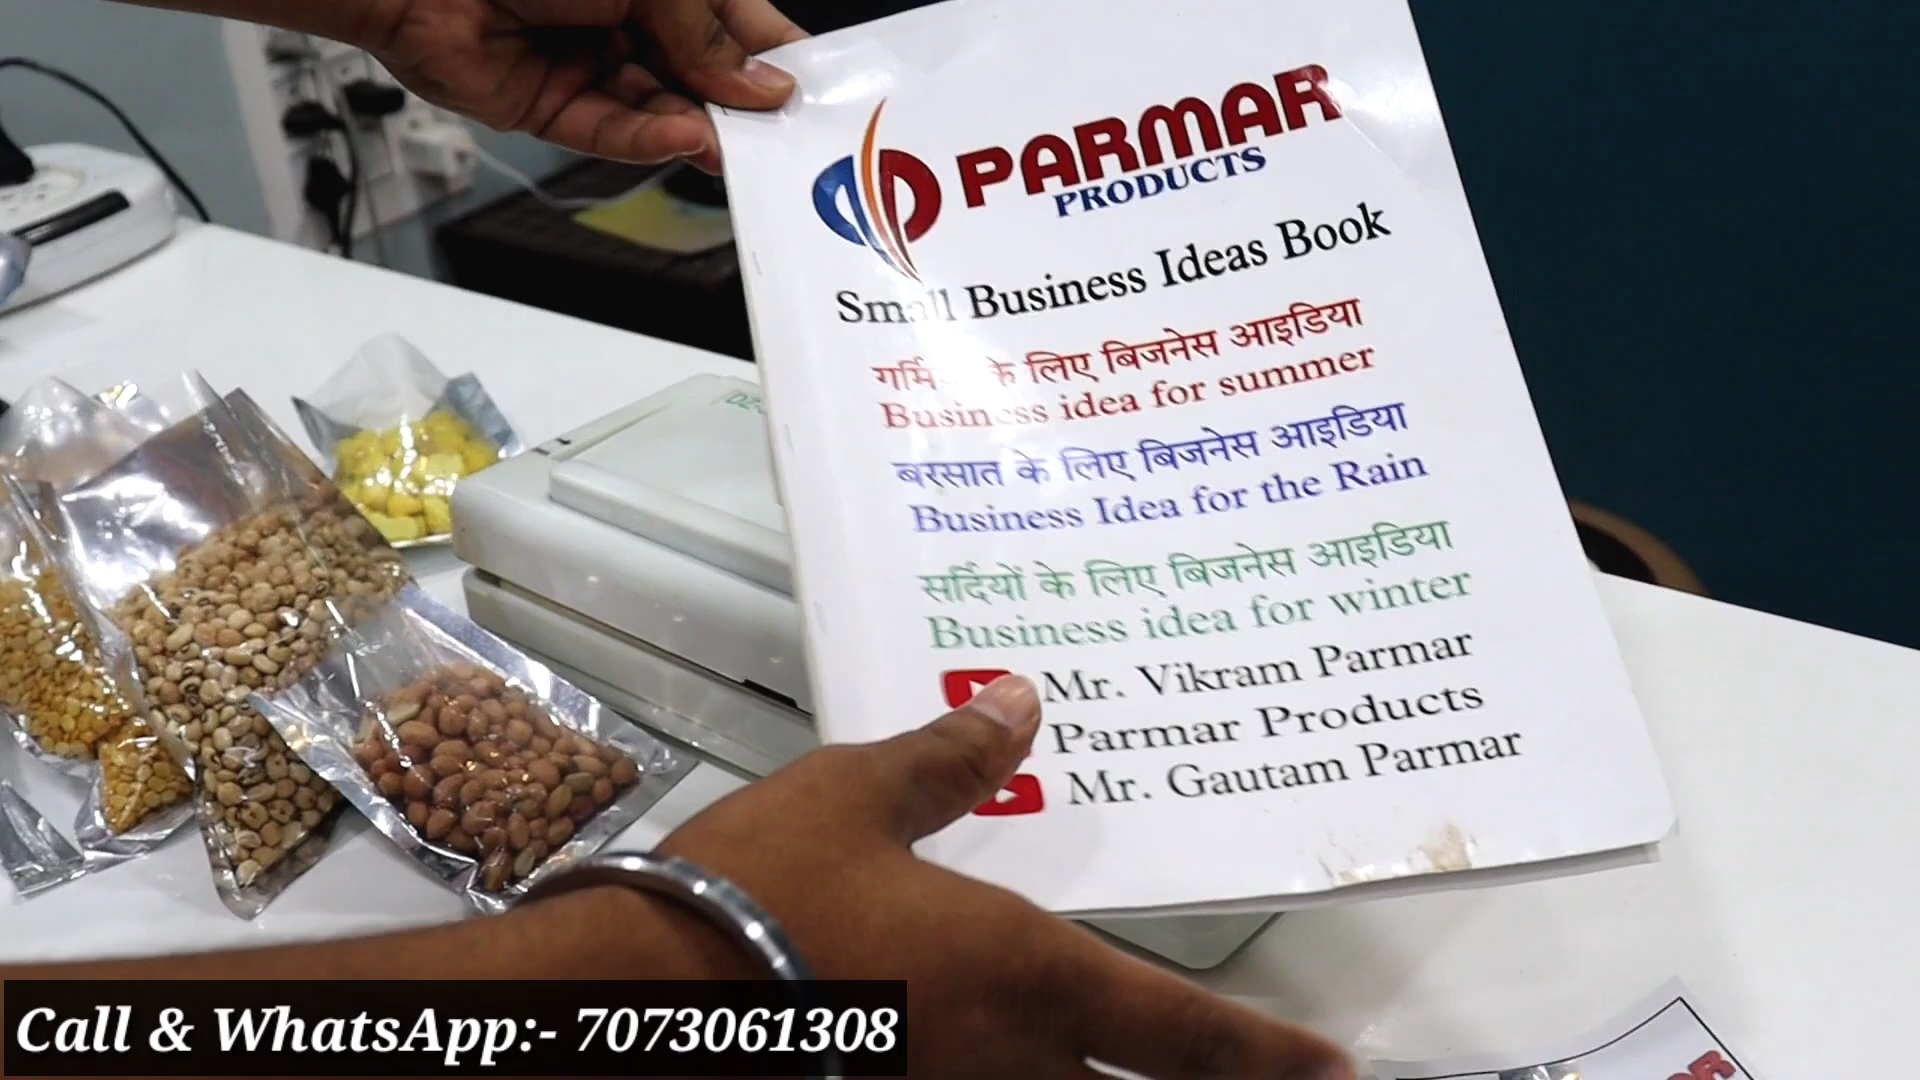 PARMAR
PRODUCTS
Small Business Ideas Book
के लिए बिजनेस आइडिया
Business idea for summer
बरसात के लिए बिजनेस आइडिया
Business Idea for the Rain
सर्दियों के लिए बिजनेस आइडिया
Business idea for winter
Mr. Vikram Parmar
Parmar Products
Mr. Gautam Parmar
Call & WhatsApp:- 7073061308